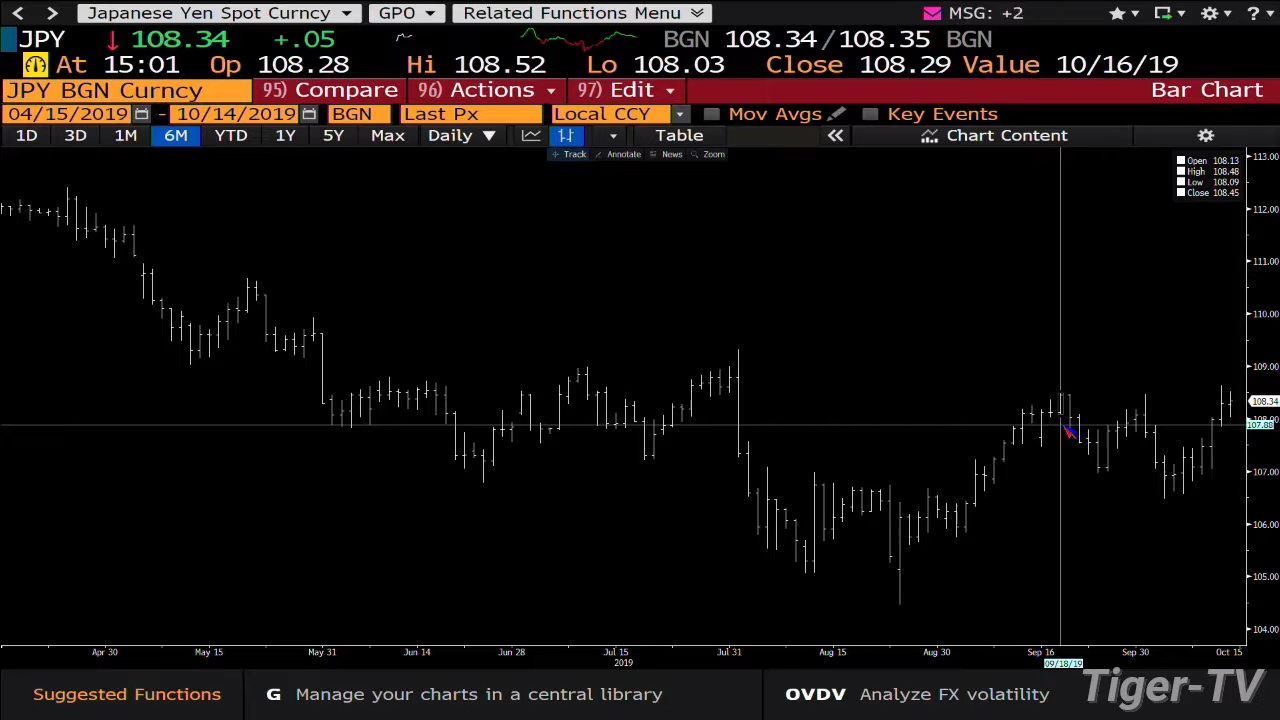 Japanese Yen Spot Curncy GPO Related Functions Menu MSG: +2 ?
JPY 108.34 +.05 BGN 108.34/108.35 BGN
At 15:01 Op 108.28 Hi 108.52 Lo 108.03 Close 108.29 Value 10/16/19
JPY BGN Curncy 95) Compare 96) Actions 97) Edit Bar Chart
04/15/2019 - 10/14/2019 BGN Last Px Local CCY Mov Avgs Key Events
1D 3D 1M 6M YTD 1Y 5Y Max Daily Table Chart Content
Track Annotate News Zoom
113.00
Open 108.13
High 108.48
Low 108.09
Close 108.45
112.00
111.00
110.00
109.00
108.34
108.00
107.88
107.00
106.00
105.00
104.00
Apr 30 May 15 May 31 Jun 14 Jun 28 Jul 15 Jul 31 Aug 15 Aug 30 Sep 16 Sep 30 Oct 15
2019 09/18/19
Suggested Functions G Manage your charts in a central library OVDV Analyze FX volatility
Tiger-TV